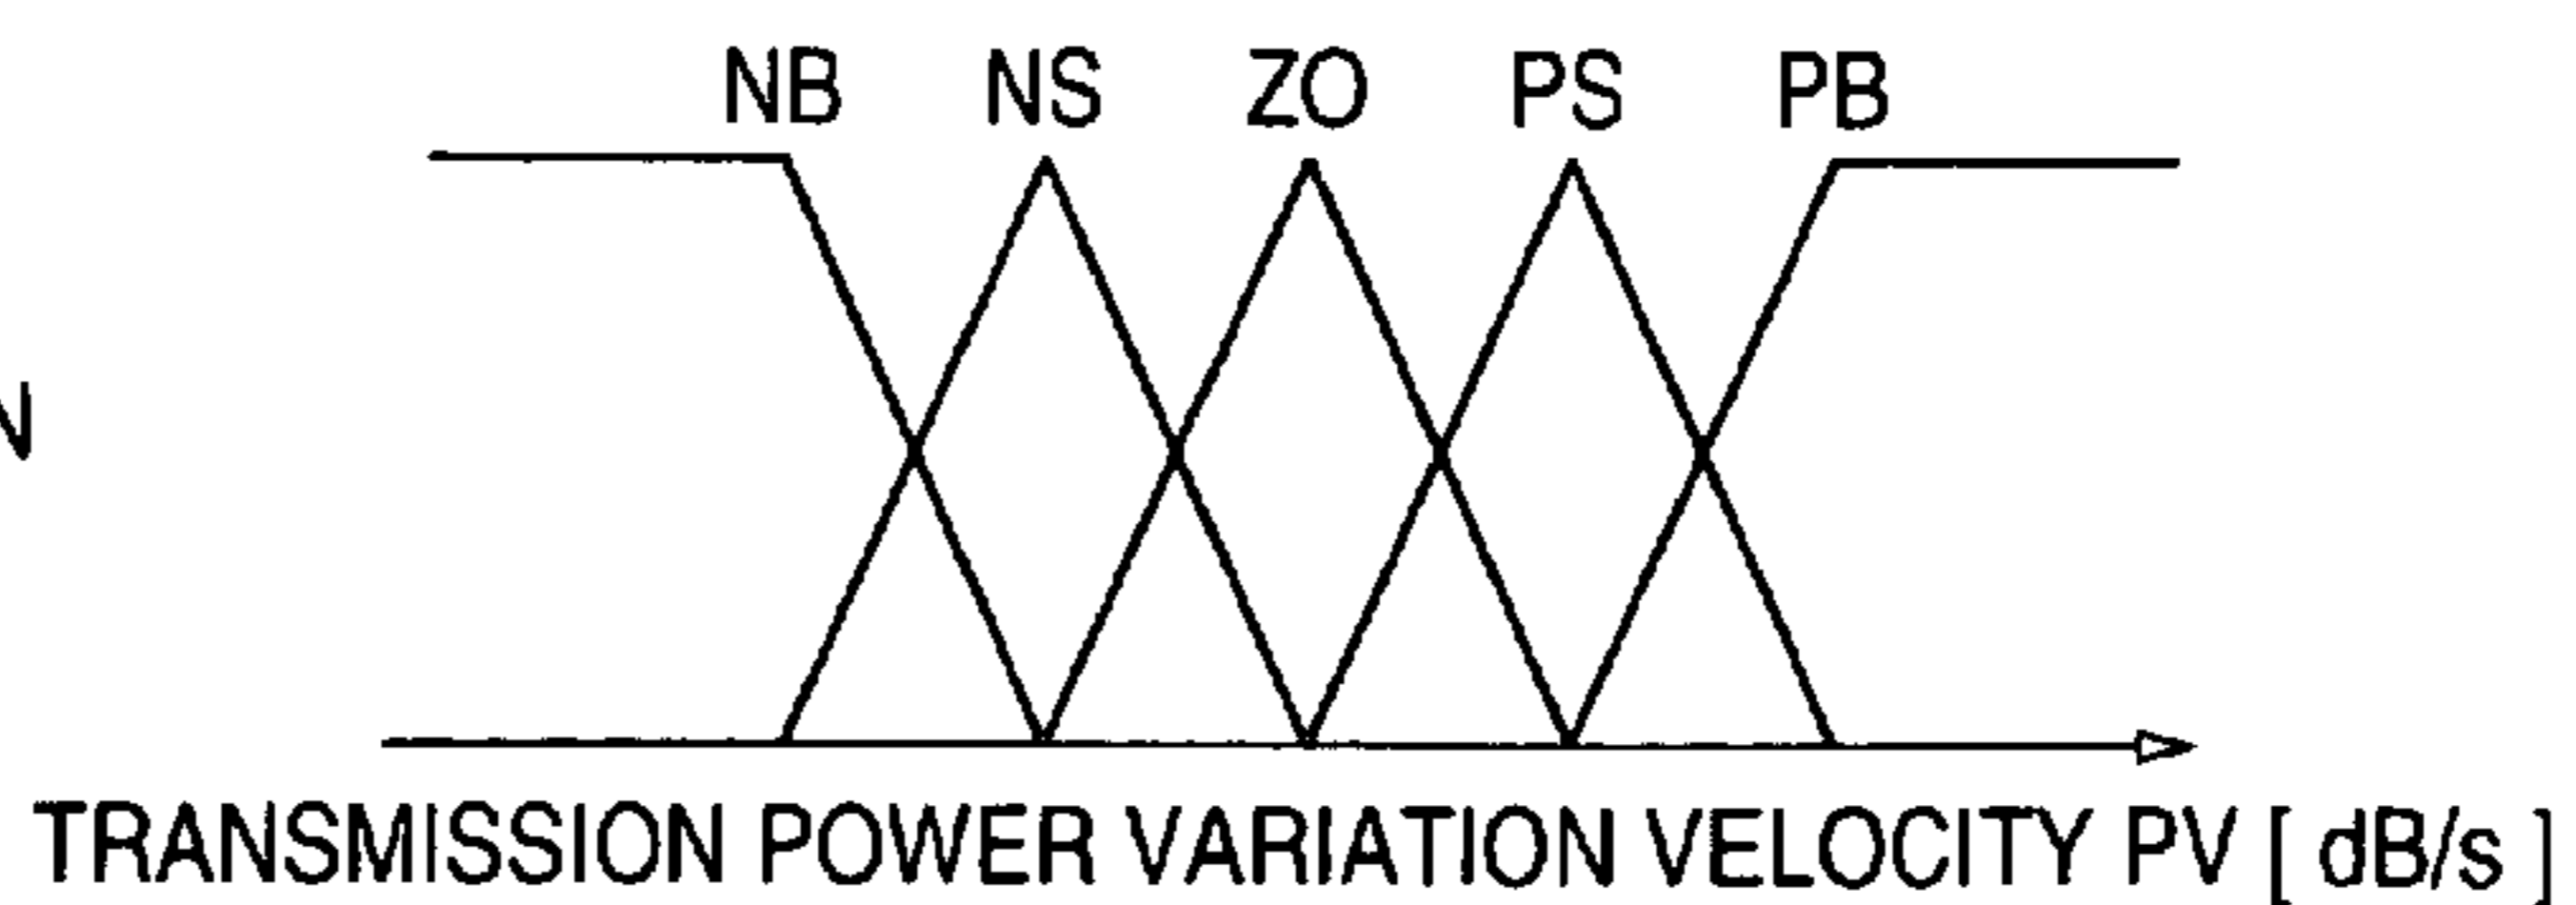 NB NS ZO PS PB
N
TRANSMISSION POWER VARIATION VELOCITY PV [ dB/s ]